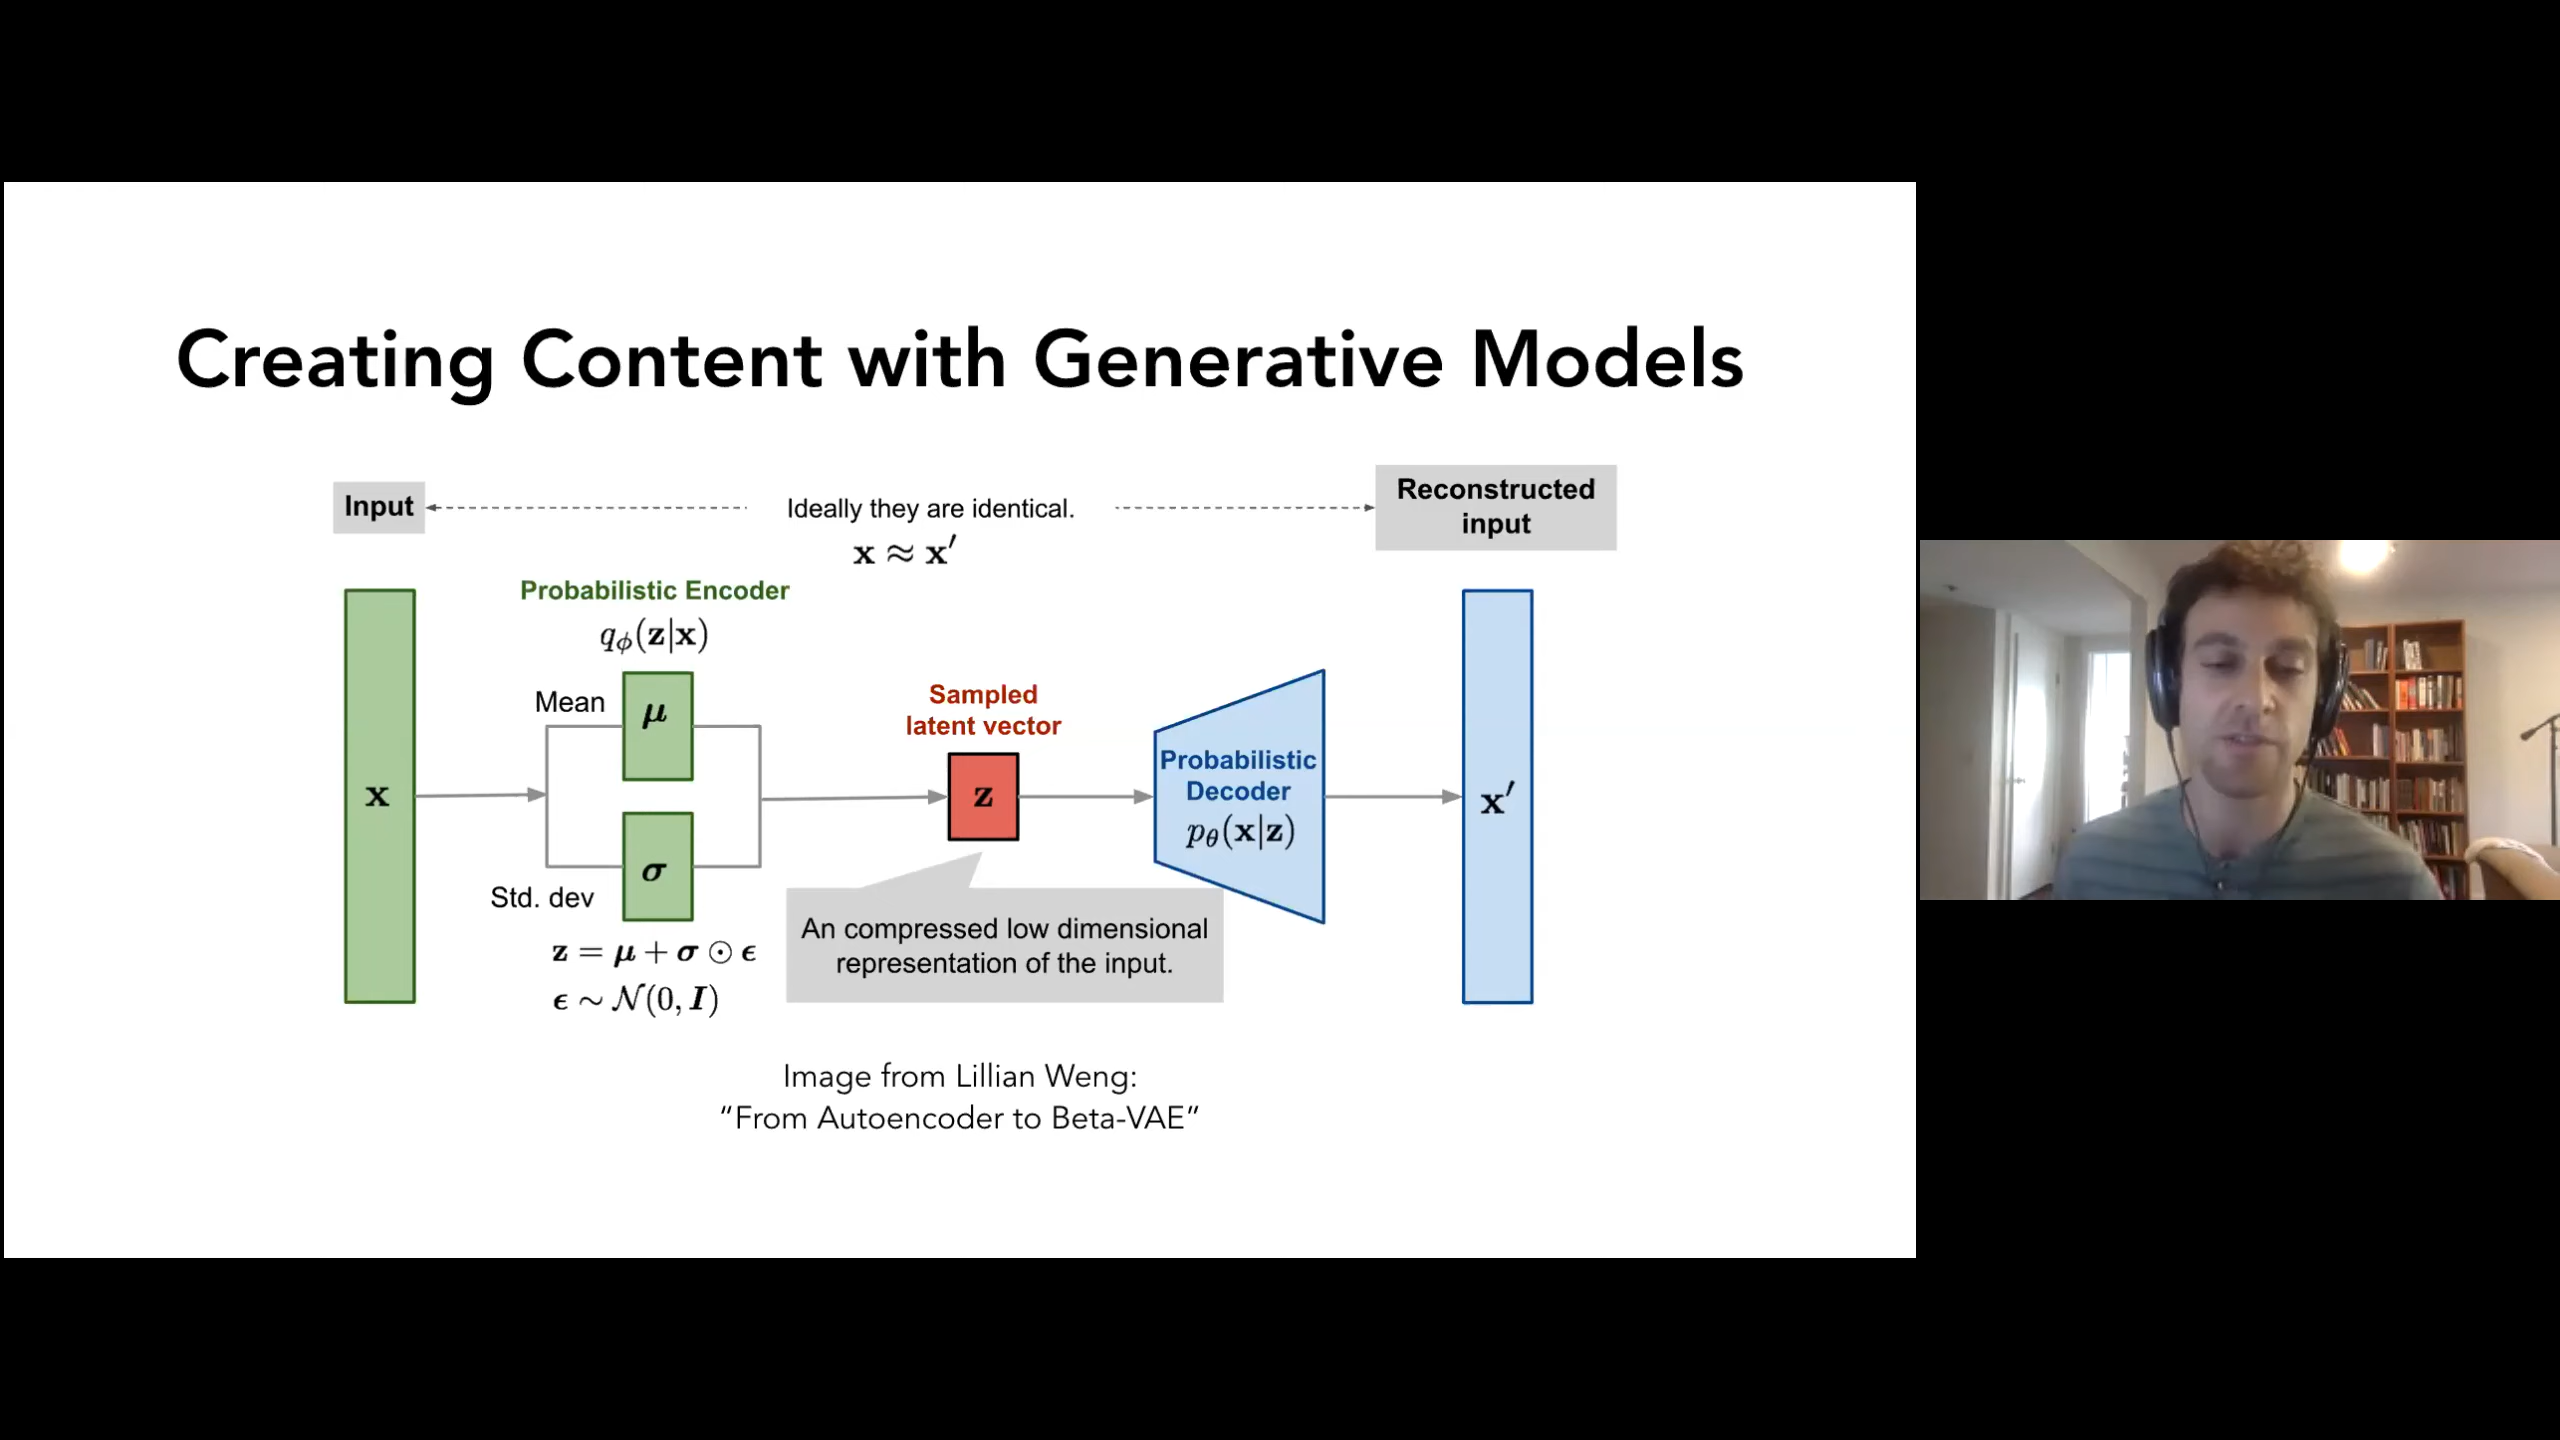 Creating Content with Generative Models
Input
Ideally they are identical.
x ≈ x′
Reconstructed
input
Probabilistic Encoder
qϕ(z|x)
Mean
μ
x
σ
Std. dev
z = μ + σ ⊙ ϵ
ϵ ∼ 𝒩(0, I)
Sampled
latent vector
z
An compressed low dimensional
representation of the input.
Probabilistic
Decoder
pθ(x|z)
x′
Image from Lillian Weng:
“From Autoencoder to Beta-VAE”